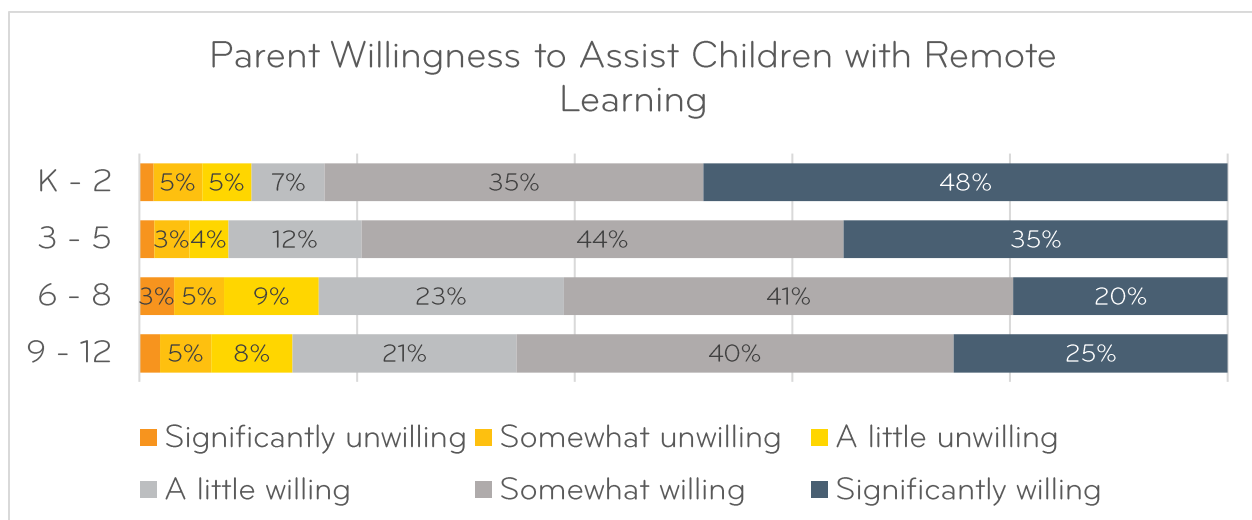 Parent Willingness to Assist Children with Remote
Learning
K - 2 5% 5% 7% 35% 48%
3 - 5 3% 4% 12% 44% 35%
6 - 8 3% 5% 9% 23% 41% 20%
9 - 12 5% 8% 21% 40% 25%
Significantly unwilling Somewhat unwilling A little unwilling
A little willing Somewhat willing Significantly willing